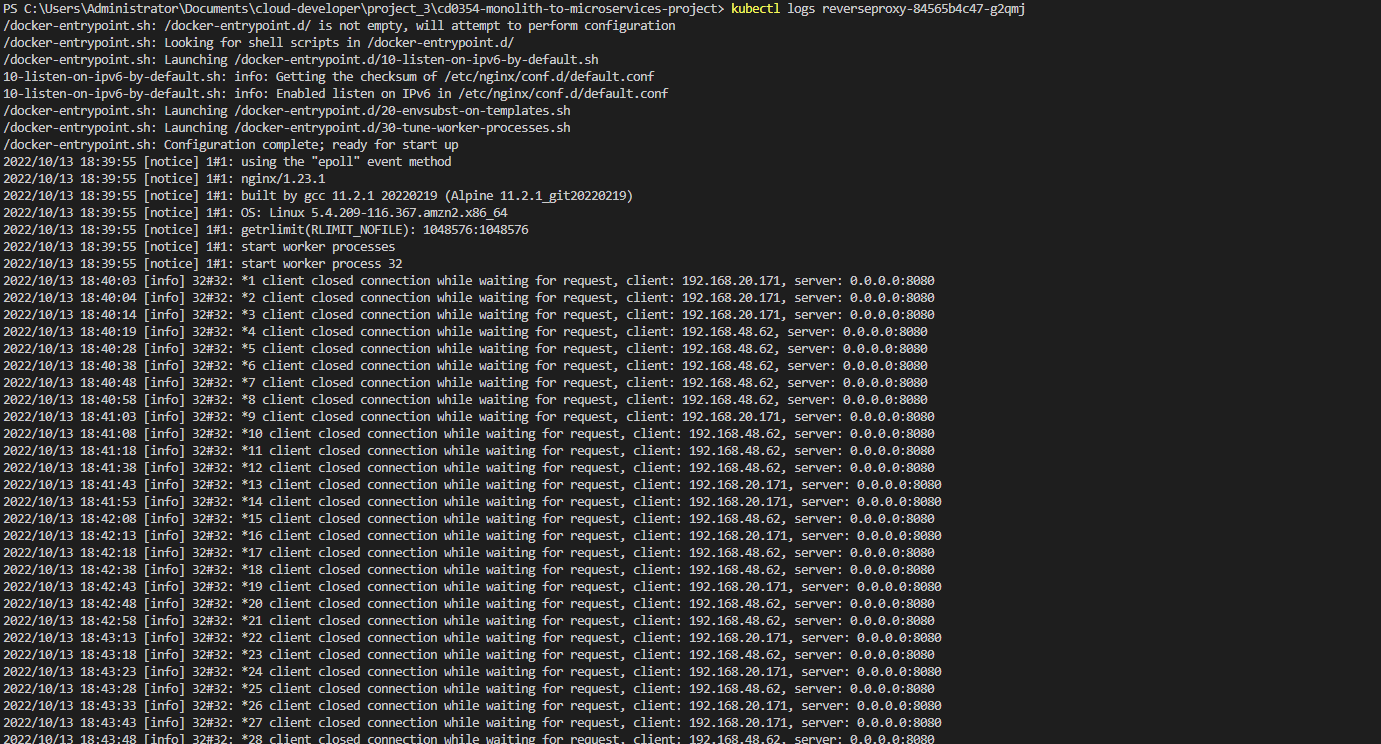 PS C:\Users\Administrator\Documents\cloud-developer\project_3\cd0354-monolith-to-microservices-project> kubectl logs reverseproxy-84565b4c47-g2qmj
/docker-entrypoint.sh: /docker-entrypoint.d/ is not empty, will attempt to perform configuration
/docker-entrypoint.sh: Looking for shell scripts in /docker-entrypoint.d/
/docker-entrypoint.sh: Launching /docker-entrypoint.d/10-listen-on-ipv6-by-default.sh
10-listen-on-ipv6-by-default.sh: info: Getting the checksum of /etc/nginx/conf.d/default.conf
10-listen-on-ipv6-by-default.sh: info: Enabled listen on IPv6 in /etc/nginx/conf.d/default.conf
/docker-entrypoint.sh: Launching /docker-entrypoint.d/20-envsubst-on-templates.sh
/docker-entrypoint.sh: Launching /docker-entrypoint.d/30-tune-worker-processes.sh
/docker-entrypoint.sh: Configuration complete; ready for start up
2022/10/13 18:39:55 [notice] 1#1: using the "epoll" event method
2022/10/13 18:39:55 [notice] 1#1: nginx/1.23.1
2022/10/13 18:39:55 [notice] 1#1: built by gcc 11.2.1 20220219 (Alpine 11.2.1_git20220219)
2022/10/13 18:39:55 [notice] 1#1: OS: Linux 5.4.209-116.367.amzn2.x86_64
2022/10/13 18:39:55 [notice] 1#1: getrlimit(RLIMIT_NOFILE): 1048576:1048576
2022/10/13 18:39:55 [notice] 1#1: start worker processes
2022/10/13 18:39:55 [notice] 1#1: start worker process 32
2022/10/13 18:40:03 [info] 32#32: *1 client closed connection while waiting for request, client: 192.168.20.171, server: 0.0.0.0:8080
2022/10/13 18:40:04 [info] 32#32: *2 client closed connection while waiting for request, client: 192.168.20.171, server: 0.0.0.0:8080
2022/10/13 18:40:14 [info] 32#32: *3 client closed connection while waiting for request, client: 192.168.20.171, server: 0.0.0.0:8080
2022/10/13 18:40:19 [info] 32#32: *4 client closed connection while waiting for request, client: 192.168.48.62, server: 0.0.0.0:8080
2022/10/13 18:40:28 [info] 32#32: *5 client closed connection while waiting for request, client: 192.168.48.62, server: 0.0.0.0:8080
2022/10/13 18:40:38 [info] 32#32: *6 client closed connection while waiting for request, client: 192.168.48.62, server: 0.0.0.0:8080
2022/10/13 18:40:48 [info] 32#32: *7 client closed connection while waiting for request, client: 192.168.48.62, server: 0.0.0.0:8080
2022/10/13 18:40:58 [info] 32#32: *8 client closed connection while waiting for request, client: 192.168.48.62, server: 0.0.0.0:8080
2022/10/13 18:41:03 [info] 32#32: *9 client closed connection while waiting for request, client: 192.168.20.171, server: 0.0.0.0:8080
2022/10/13 18:41:08 [info] 32#32: *10 client closed connection while waiting for request, client: 192.168.48.62, server: 0.0.0.0:8080
2022/10/13 18:41:18 [info] 32#32: *11 client closed connection while waiting for request, client: 192.168.48.62, server: 0.0.0.0:8080
2022/10/13 18:41:38 [info] 32#32: *12 client closed connection while waiting for request, client: 192.168.48.62, server: 0.0.0.0:8080
2022/10/13 18:41:43 [info] 32#32: *13 client closed connection while waiting for request, client: 192.168.20.171, server: 0.0.0.0:8080
2022/10/13 18:41:53 [info] 32#32: *14 client closed connection while waiting for request, client: 192.168.20.171, server: 0.0.0.0:8080
2022/10/13 18:42:08 [info] 32#32: *15 client closed connection while waiting for request, client: 192.168.48.62, server: 0.0.0.0:8080
2022/10/13 18:42:13 [info] 32#32: *16 client closed connection while waiting for request, client: 192.168.20.171, server: 0.0.0.0:8080
2022/10/13 18:42:18 [info] 32#32: *17 client closed connection while waiting for request, client: 192.168.48.62, server: 0.0.0.0:8080
2022/10/13 18:42:38 [info] 32#32: *18 client closed connection while waiting for request, client: 192.168.48.62, server: 0.0.0.0:8080
2022/10/13 18:42:43 [info] 32#32: *19 client closed connection while waiting for request, client: 192.168.20.171, server: 0.0.0.0:8080
2022/10/13 18:42:48 [info] 32#32: *20 client closed connection while waiting for request, client: 192.168.48.62, server: 0.0.0.0:8080
2022/10/13 18:42:58 [info] 32#32: *21 client closed connection while waiting for request, client: 192.168.48.62, server: 0.0.0.0:8080
2022/10/13 18:43:13 [info] 32#32: *22 client closed connection while waiting for request, client: 192.168.20.171, server: 0.0.0.0:8080
2022/10/13 18:43:18 [info] 32#32: *23 client closed connection while waiting for request, client: 192.168.48.62, server: 0.0.0.0:8080
2022/10/13 18:43:23 [info] 32#32: *24 client closed connection while waiting for request, client: 192.168.20.171, server: 0.0.0.0:8080
2022/10/13 18:43:28 [info] 32#32: *25 client closed connection while waiting for request, client: 192.168.48.62, server: 0.0.0.0:8080
2022/10/13 18:43:33 [info] 32#32: *26 client closed connection while waiting for request, client: 192.168.20.171, server: 0.0.0.0:8080
2022/10/13 18:43:43 [info] 32#32: *27 client closed connection while waiting for request, client: 192.168.20.171, server: 0.0.0.0:8080
2022/10/13 18:43:48 [info] 32#32: *28 client closed connection while waiting for request, client: 192.168.48.62, server: 0.0.0.0:8080